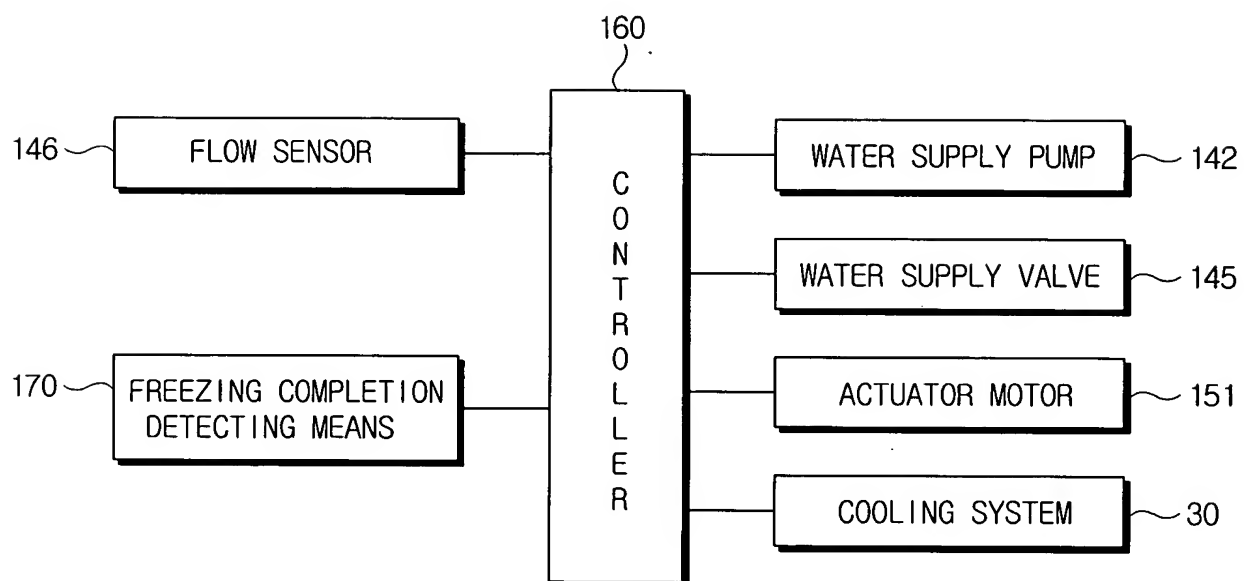 160
146 FLOW SENSOR
WATER SUPPLY PUMP 142
CONTROLLER
WATER SUPPLY VALVE 145
170 FREEZING COMPLETION
DETECTING MEANS
ACTUATOR MOTOR 151
COOLING SYSTEM 30